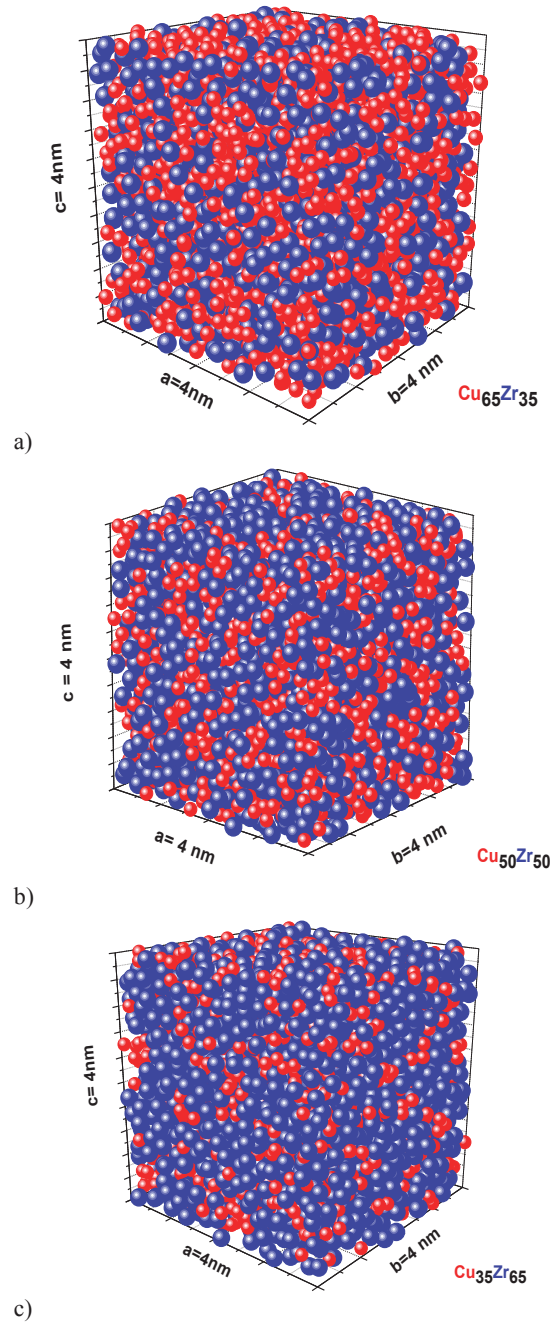 c= 4nm
a=4nm
b=4 nm
Cu65Zr35
a)
c = 4 nm
a= 4 nm
b=4 nm
Cu50Zr50
b)
c= 4nm
a=4nm
b=4 nm
Cu35Zr65
c)